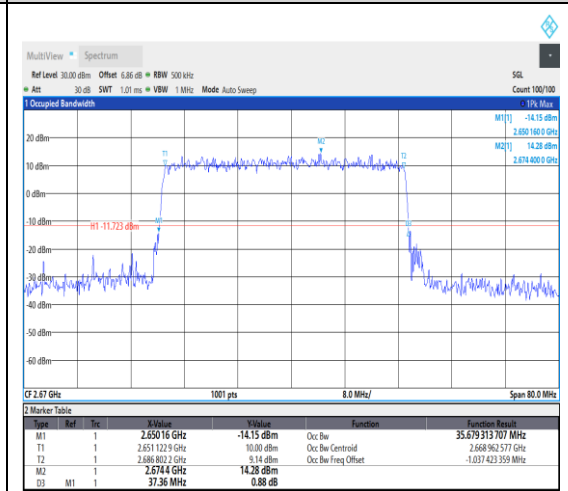 MultiView Spectrum
Ref Level 30.00 dBm Offset 6.86 dB RBW 500 kHz SGL
Att 30 dB SWT 1.01 ms VBW 1 MHz Mode Auto Sweep Count 100/100
1 Occupied Bandwidth 1Pk Max
M1[1] -14.15 dBm
2.650 160 0 GHz
M2[1] 14.28 dBm
2.674 400 0 GHz
20 dBm
M2
T1 T2
10 dBm
0 dBm
-10 dBm
M1
H1 -11.723 dBm
-20 dBm
-30 dBm
-40 dBm
-50 dBm
-60 dBm
CF 2.67 GHz 1001 pts 8.0 MHz/ Span 80.0 MHz
2 Marker Table
Type Ref Trc X-Value Y-Value Function Function Result
M1 1 2.65016 GHz -14.15 dBm Occ Bw 35.679 313 707 MHz
T1 1 2.651 122 9 GHz 10.00 dBm Occ Bw Centroid 2.668 962 577 GHz
T2 1 2.686 802 2 GHz 9.14 dBm Occ Bw Freq Offset -1.037 423 359 MHz
M2 1 2.674 4 GHz 14.28 dBm
D3 M1 1 37.36 MHz 0.88 dB